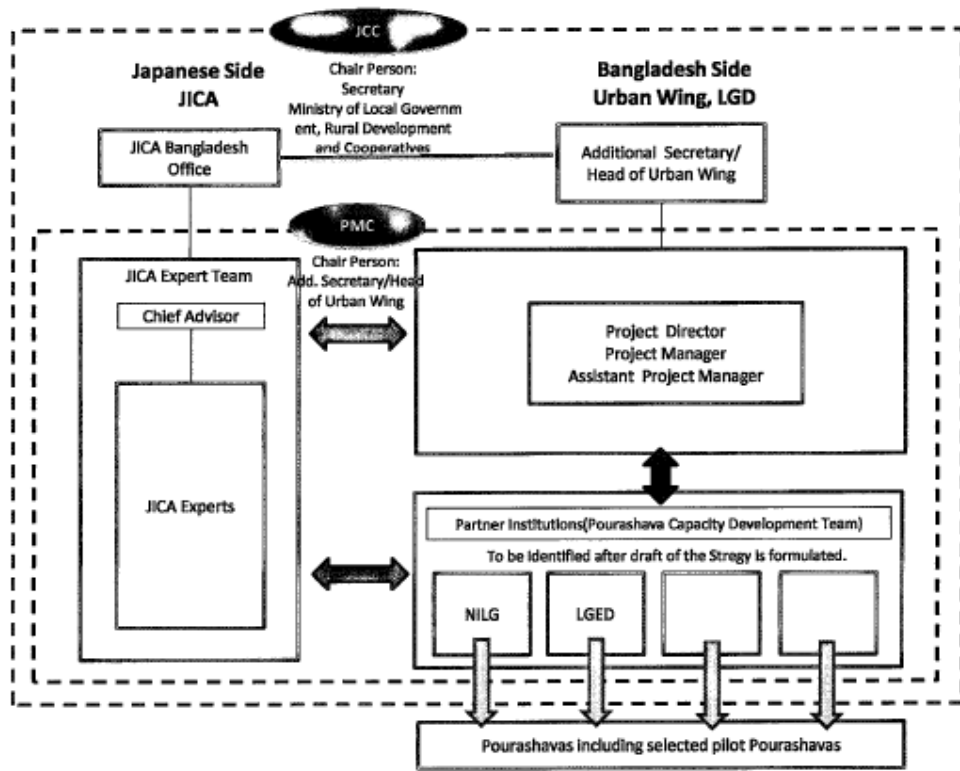 JCC
Japanese Side
JICA
Chair Person:
Secretary
Ministry of Local Governm
ent, Rural Development
and Cooperatives
Bangladesh Side
Urban Wing, LGD
JICA Bangladesh
Office
Additional Secretary/
Head of Urban Wing
PMC
Chair Person:
Add. Secretary/Head
of Urban Wing
JICA Expert Team
Chief Advisor
JICA Experts
Project Director
Project Manager
Assistant Project Manager
Partner Institutions(Pourashava Capacity Development Team)
To be identified after draft of the Stregy is formulated.
NILG
LGED
Pourashavas including selected pilot Pourashavas